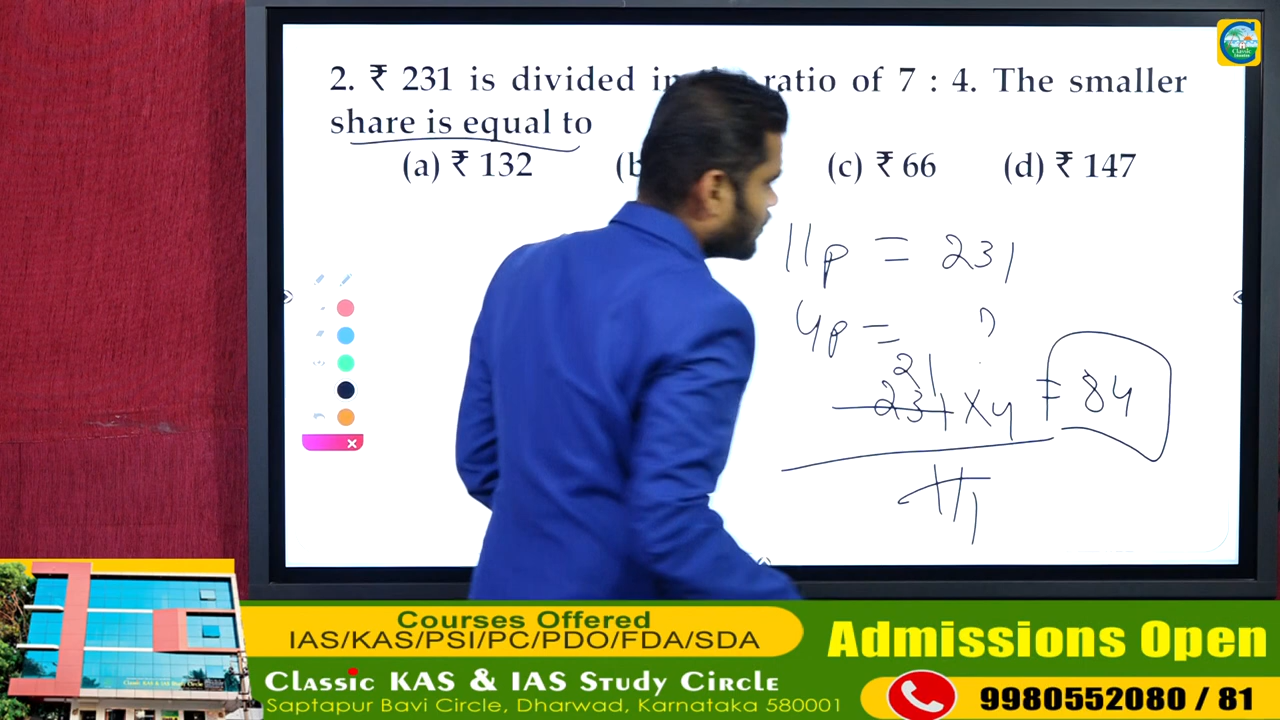 2. ₹ 231 is divided in ratio of 7 : 4. The smaller
share is equal to
(a) ₹ 132 (b (c) ₹ 66 (d) ₹ 147
11p = 231
4p = ?
21
231 x 4 = 84
11 1
Courses Offered
IAS/KAS/PSI/PC/PDO/FDA/SDA
Classic KAS & IAS Study Circle
Saptapur Bavi Circle, Dharwad, Karnataka 580001
Admissions Open
9980552080 / 81